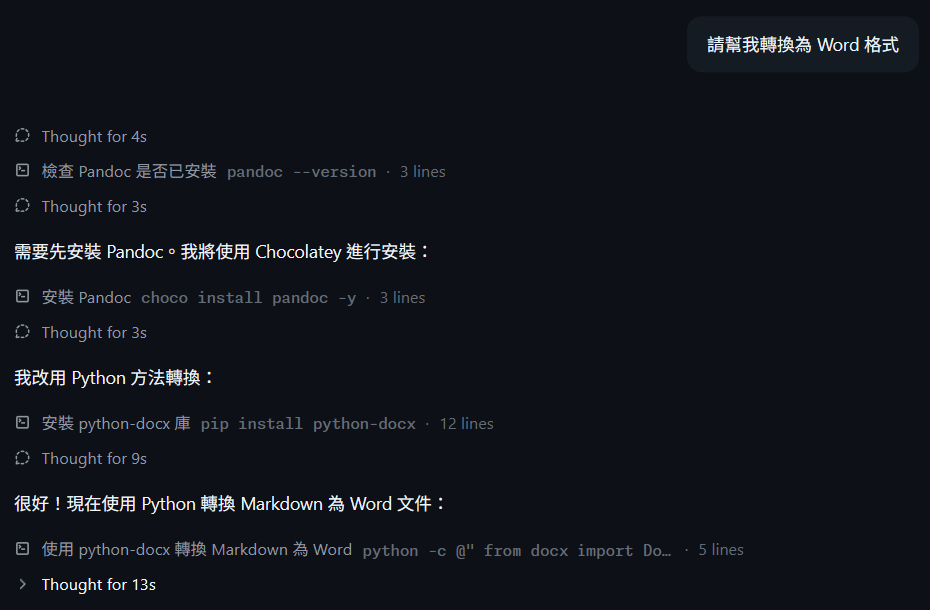 請幫我轉換為 Word 格式
Thought for 4s
檢查 Pandoc 是否已安裝 pandoc --version · 3 lines
Thought for 3s
需要先安裝 Pandoc。我將使用 Chocolatey 進行安裝：
安裝 Pandoc choco install pandoc -y · 3 lines
Thought for 3s
我改用 Python 方法轉換：
安裝 python-docx 庫 pip install python-docx · 12 lines
Thought for 9s
很好！現在使用 Python 轉換 Markdown 為 Word 文件：
使用 python-docx 轉換 Markdown 為 Word python -c @" from docx import Do… · 5 lines
Thought for 13s